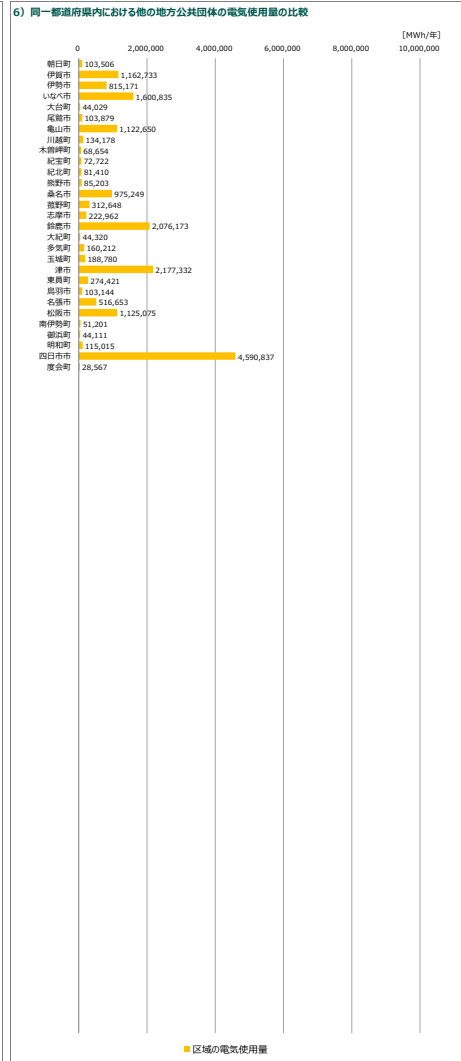 6）同一都道府県内における他の地方公共団体の電気使用量の比較
[MWh/年]
0 2,000,000 4,000,000 6,000,000 8,000,000 10,000,000
朝日町 103,506
伊賀市 1,162,733
伊勢市 815,171
いなべ市 1,600,835
大台町 44,029
尾鷲市 103,879
亀山市 1,122,650
川越町 134,178
木曽岬町 68,654
紀宝町 72,722
紀北町 81,410
熊野市 85,203
桑名市 975,249
菰野町 312,648
志摩市 222,962
鈴鹿市 2,076,173
大紀町 44,320
多気町 160,212
玉城町 188,780
津市 2,177,332
東員町 274,421
鳥羽市 103,144
名張市 516,653
松阪市 1,125,075
南伊勢町 51,201
御浜町 44,111
明和町 115,015
四日市市 4,590,837
度会町 28,567
区域の電気使用量